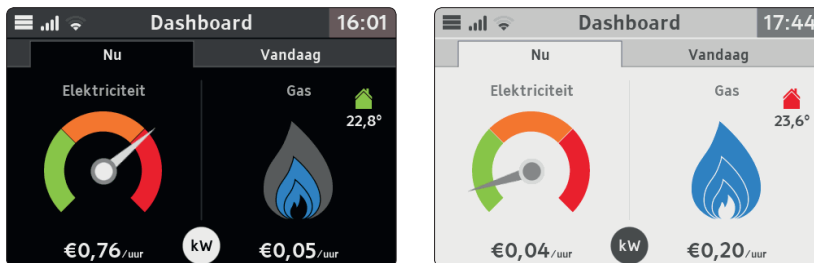 Dashboard 16:01
Nu Vandaag
Elektriciteit Gas
22,8°
€0,76/uur kW €0,05/uur
Dashboard 17:44
Nu Vandaag
Elektriciteit Gas
23,6°
€0,04/uur kW €0,20/uur